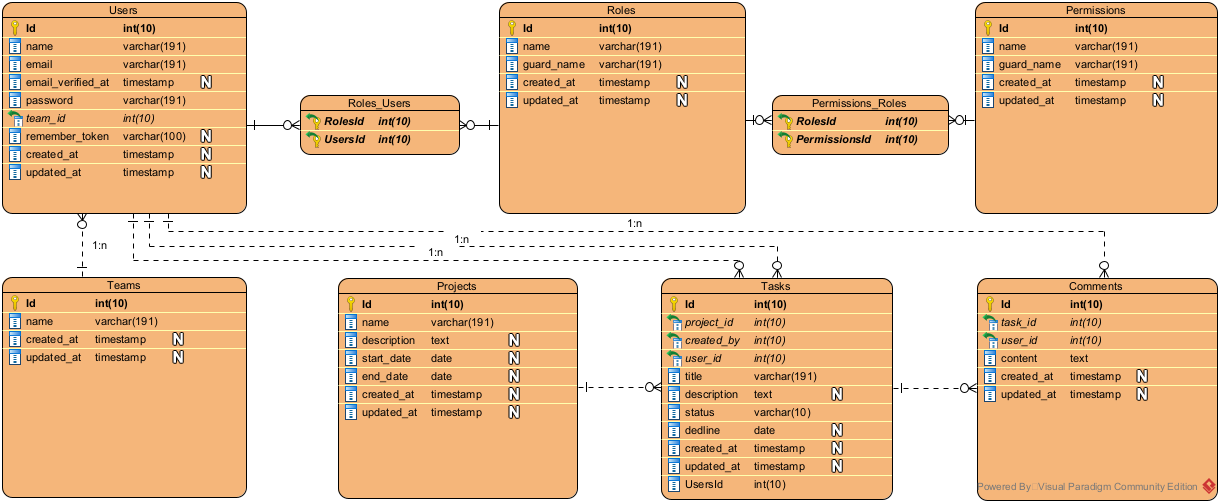 Users
Id int(10)
name varchar(191)
email varchar(191)
email_verified_at timestamp N
password varchar(191)
team_id int(10)
remember_token varchar(100) N
created_at timestamp N
updated_at timestamp N
Roles_Users
RolesId int(10)
UsersId int(10)
Roles
Id int(10)
name varchar(191)
guard_name varchar(191)
created_at timestamp N
updated_at timestamp N
Permissions_Roles
RolesId int(10)
PermissionsId int(10)
Permissions
Id int(10)
name varchar(191)
guard_name varchar(191)
created_at timestamp N
updated_at timestamp N
1:n
1:n
1:n
1:n
Teams
Id int(10)
name varchar(191)
created_at timestamp N
updated_at timestamp N
Projects
Id int(10)
name varchar(191)
description text N
start_date date N
end_date date N
created_at timestamp N
updated_at timestamp N
Tasks
Id int(10)
project_id int(10)
created_by int(10)
user_id int(10)
title varchar(191)
description text N
status varchar(10)
dedline date N
created_at timestamp N
updated_at timestamp N
UsersId int(10)
Comments
Id int(10)
task_id int(10)
user_id int(10)
content text
created_at timestamp N
updated_at timestamp N
Powered By Visual Paradigm Community Edition